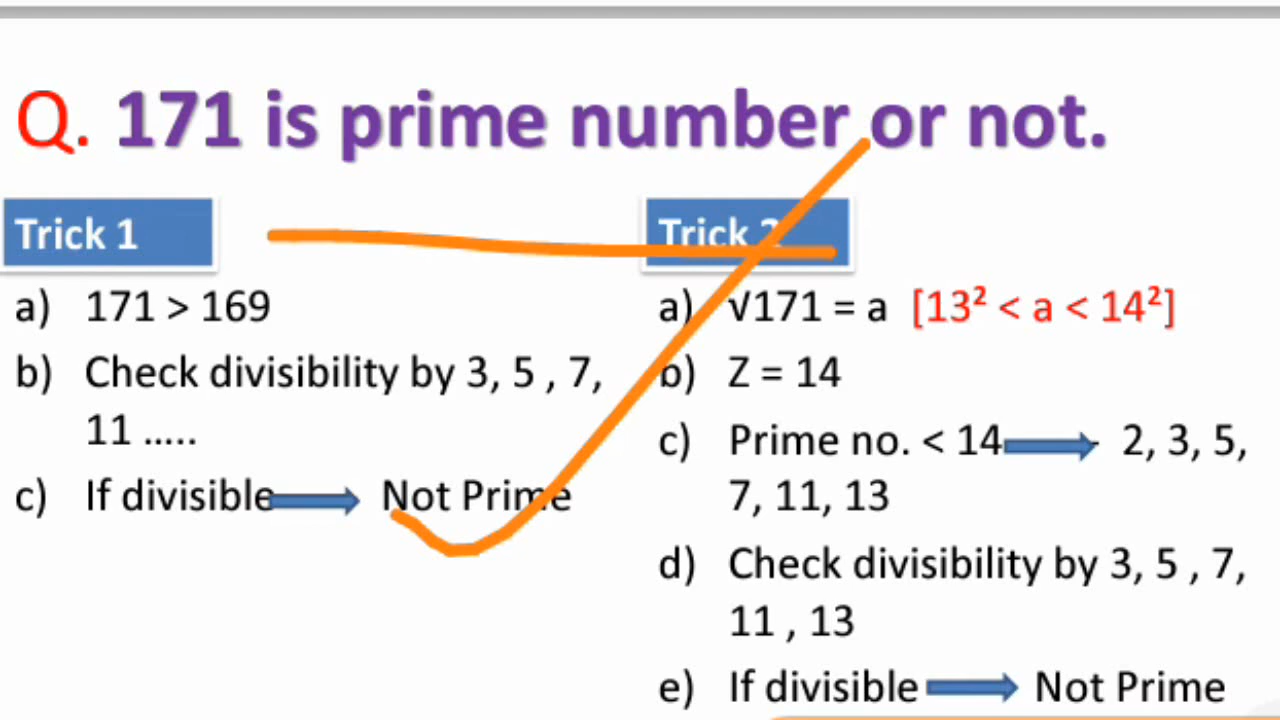 Q. 171 is prime number or not.
Trick 1
a) 171 > 169
b) Check divisibility by 3, 5 , 7,
11 .....
c) If divisible Not Prime
Trick 2
a) √171 = a [13² < a < 14²]
b) Z = 14
c) Prime no. < 14 2, 3, 5,
7, 11, 13
d) Check divisibility by 3, 5 , 7,
11 , 13
e) If divisible Not Prime